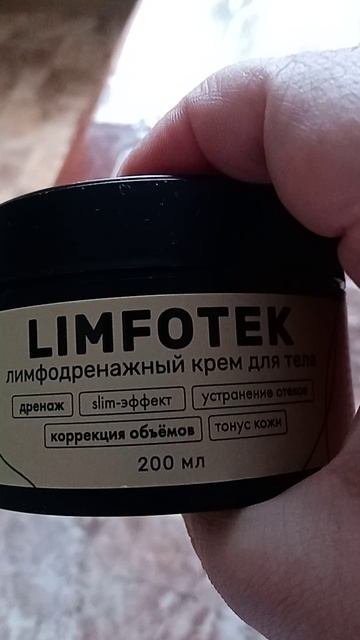 LIMFOTEK
лимфодренажный крем для тела
дренаж slim-эффект устранение отеков
коррекция объёмов тонус кожи
200 мл